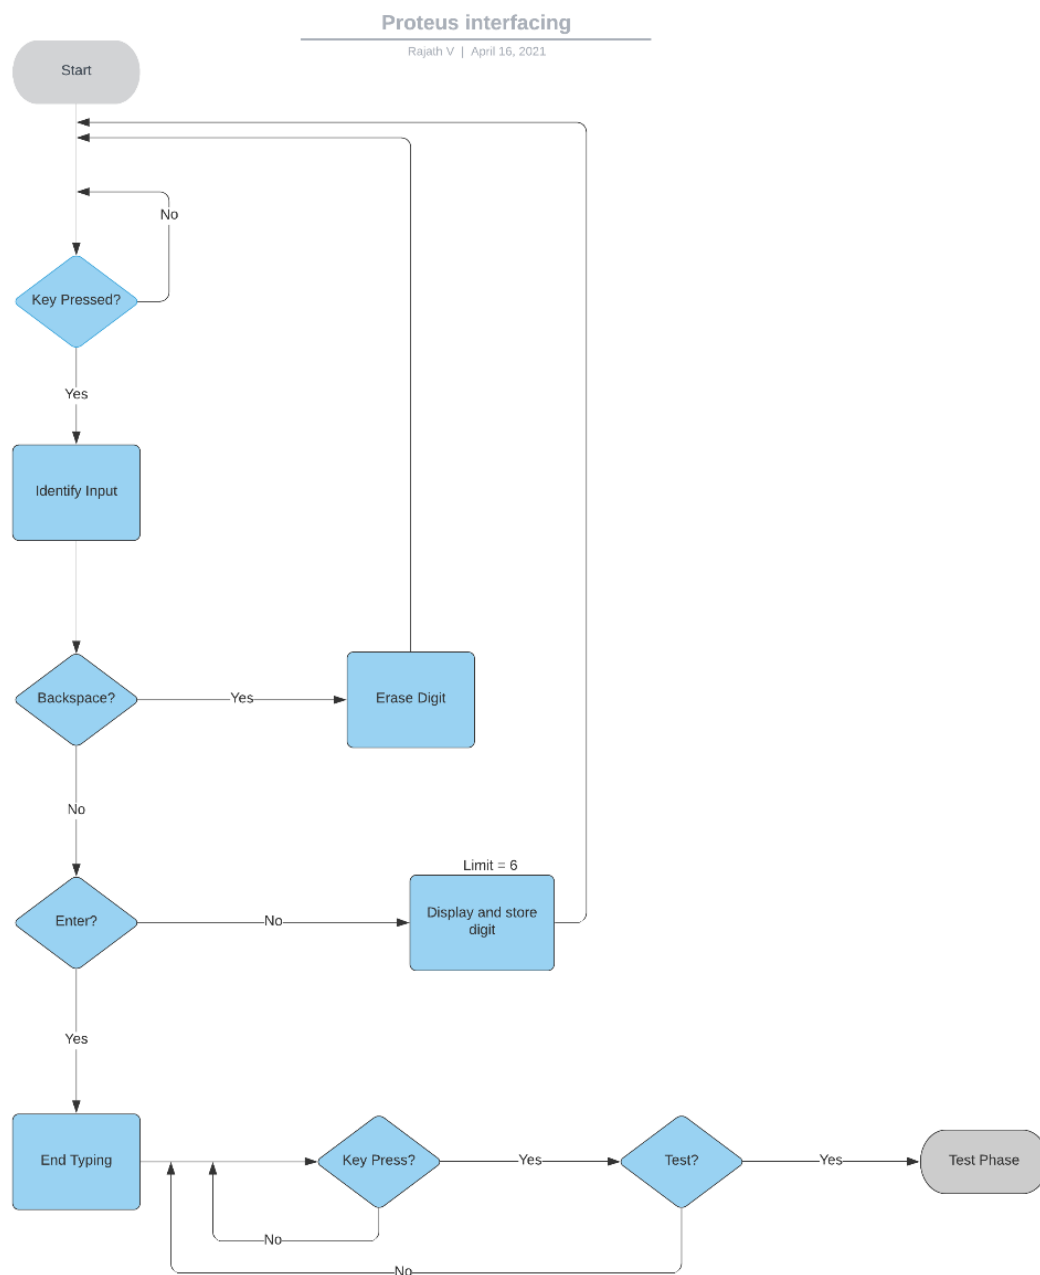 Proteus interfacing
Rajath V | April 16, 2021
Start
No
Key Pressed?
Yes
Identify Input
Backspace?
Yes
Erase Digit
No
Limit = 6
Enter?
No
Display and store
digit
Yes
End Typing
Key Press?
Yes
Test?
Yes
Test Phase
No
No